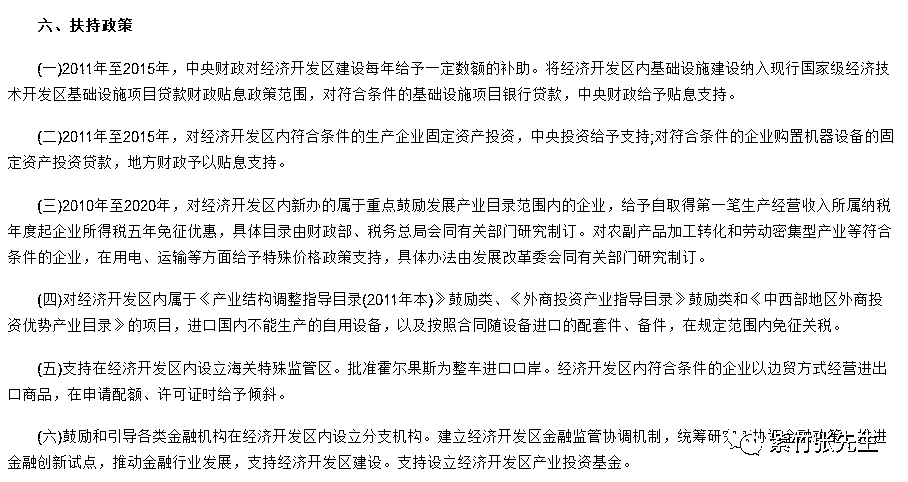 六、扶持政策
(一)2011年至2015年，中央财政对经济开发区建设每年给予一定数额的补助。将经济开发区内基础设施建设纳入现行国家级经济技
术开发区基础设施项目贷款财政贴息政策范围，对符合条件的基础设施项目银行贷款，中央财政给予贴息支持。
(二)2011年至2015年，对经济开发区内符合条件的生产企业固定资产投资，中央投资给予支持;对符合条件的企业购置机器设备的固
定资产投资贷款，地方财政予以贴息支持。
(三)2010年至2020年，对经济开发区内新办的属于重点鼓励发展产业目录范围内的企业，给予自取得第一笔生产经营收入所属纳税
年度起企业所得税五年免征优惠，具体目录由财政部、税务总局会同有关部门研究制订。对农副产品加工转化和劳动密集型产业等符合
条件的企业，在用电、运输等方面给予特殊价格政策支持，具体办法由发展改革委会同有关部门研究制订。
(四)对经济开发区内属于《产业结构调整指导目录(2011年本)》鼓励类、《外商投资产业指导目录》鼓励类和《中西部地区外商投
资优势产业目录》的项目，进口国内不能生产的自用设备，以及按照合同随设备进口的配套件、备件，在规定范围内免征关税。
(五)支持在经济开发区内设立海关特殊监管区。批准霍尔果斯为整车进口口岸。经济开发区内符合条件的企业以边贸方式经营进出
口商品，在申请配额、许可证时给予倾斜。
(六)鼓励和引导各类金融机构在经济开发区内设立分支机构。建立经济开发区金融监管协调机制，统筹研
金融创新试点，推动金融行业发展，支持经济开发区建设。支持设立经济开发区产业投资基金。
紫竹张先生